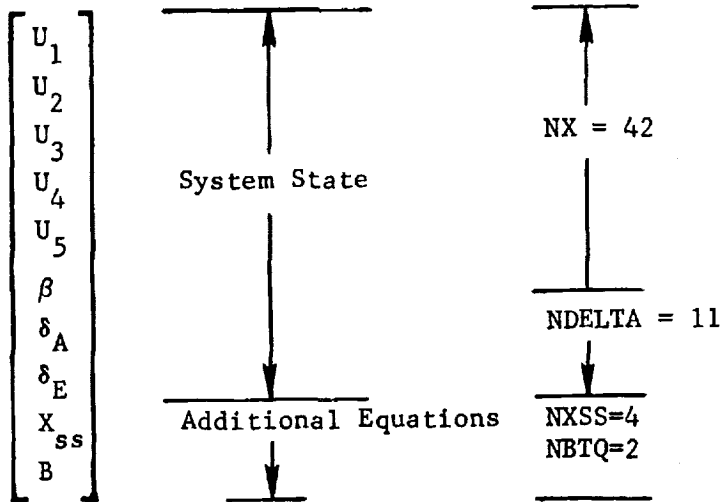 U1
U2
U3
U4
U5
β
δA
δE
Xss
B
System State
Additional Equations
NX = 42
NDELTA = 11
NXSS=4
NBTQ=2